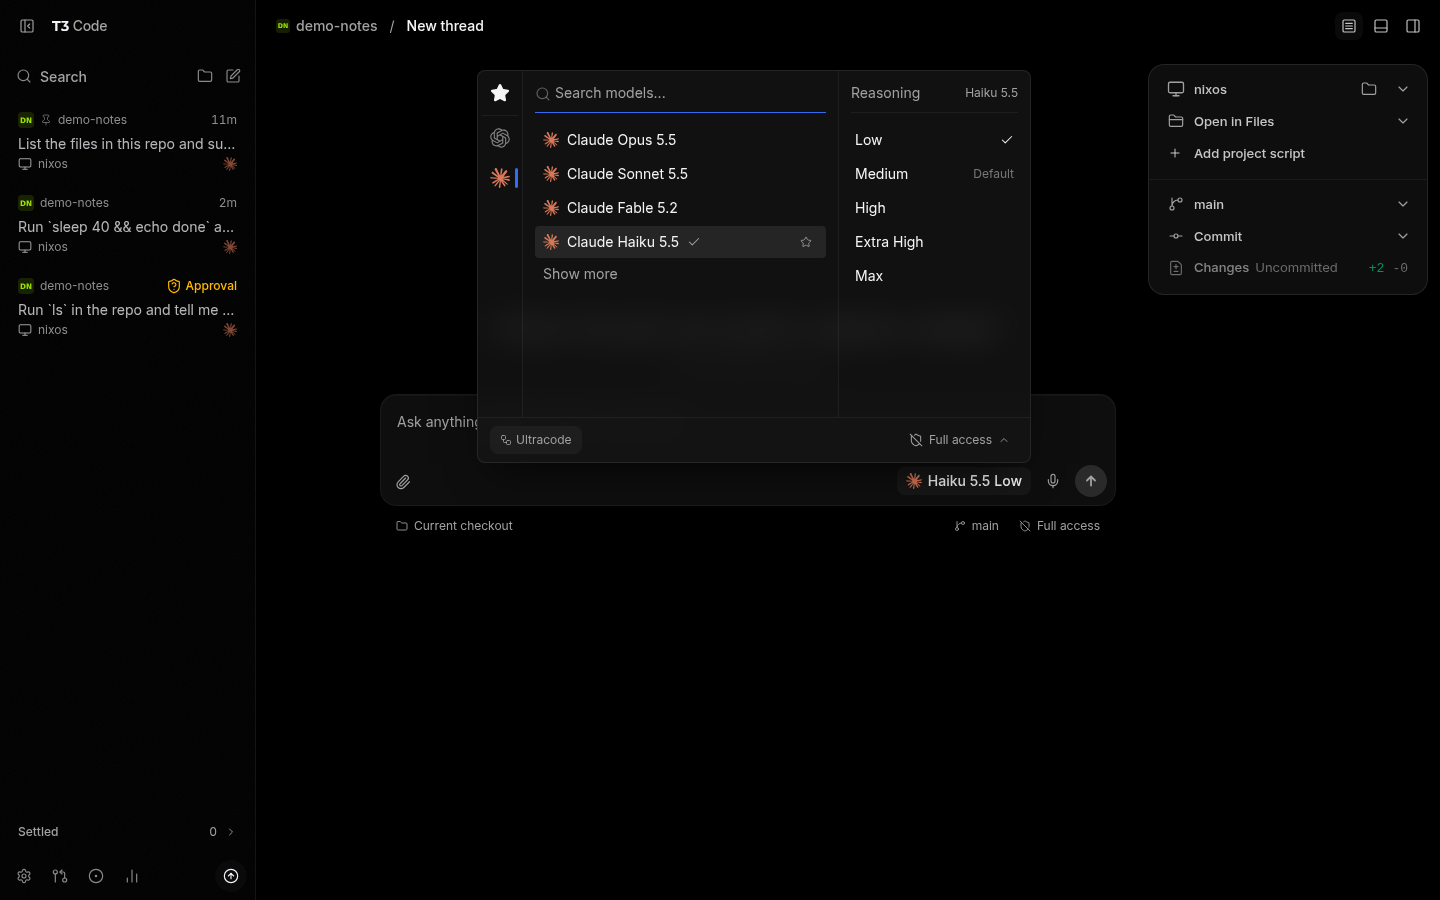 T3 Code
Search
DN demo-notes 11m
List the files in this repo and su...
nixos
DN demo-notes 2m
Run `sleep 40 && echo done` a...
nixos
DN demo-notes Approval
Run `ls` in the repo and tell me ...
nixos
Settled 0
DN demo-notes / New thread
Search models...
Claude Opus 5.5
Claude Sonnet 5.5
Claude Fable 5.2
Claude Haiku 5.5
Show more
Reasoning Haiku 5.5
Low
Medium Default
High
Extra High
Max
Ultracode Full access
Ask anything
Haiku 5.5 Low
Current checkout main Full access
nixos
Open in Files
Add project script
main
Commit
Changes Uncommitted +2 -0